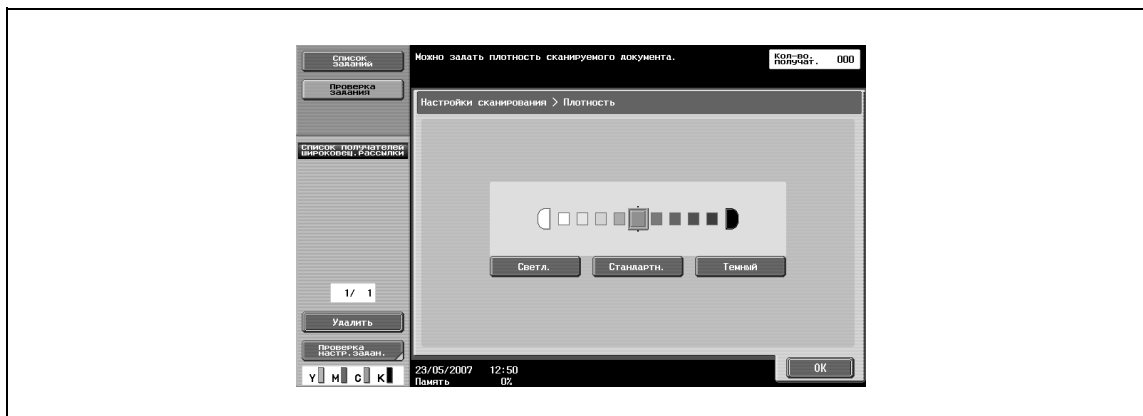 Список
заданий
Проверка
задания
Список получателей
широковещ.рассылки
1/ 1
Удалить
Проверка
настр.задан.
Y M C K
Можно задать плотность сканируемого документа.
Кол-во.
получат. 000
Настройки сканирования > Плотность
Светл. Стандартн. Темный
23/05/2007 12:50
Память 0%
OK